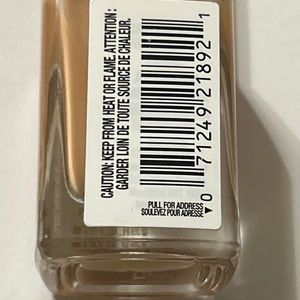 CAUTION: KEEP FROM HEAT OR FLAME. ATTENTION :
GARDER LOIN DE TOUTE SOURCE DE CHALEUR.
0 71249 21892 1
PULL FOR ADDRESS
SOULEVEZ POUR ADRESSE